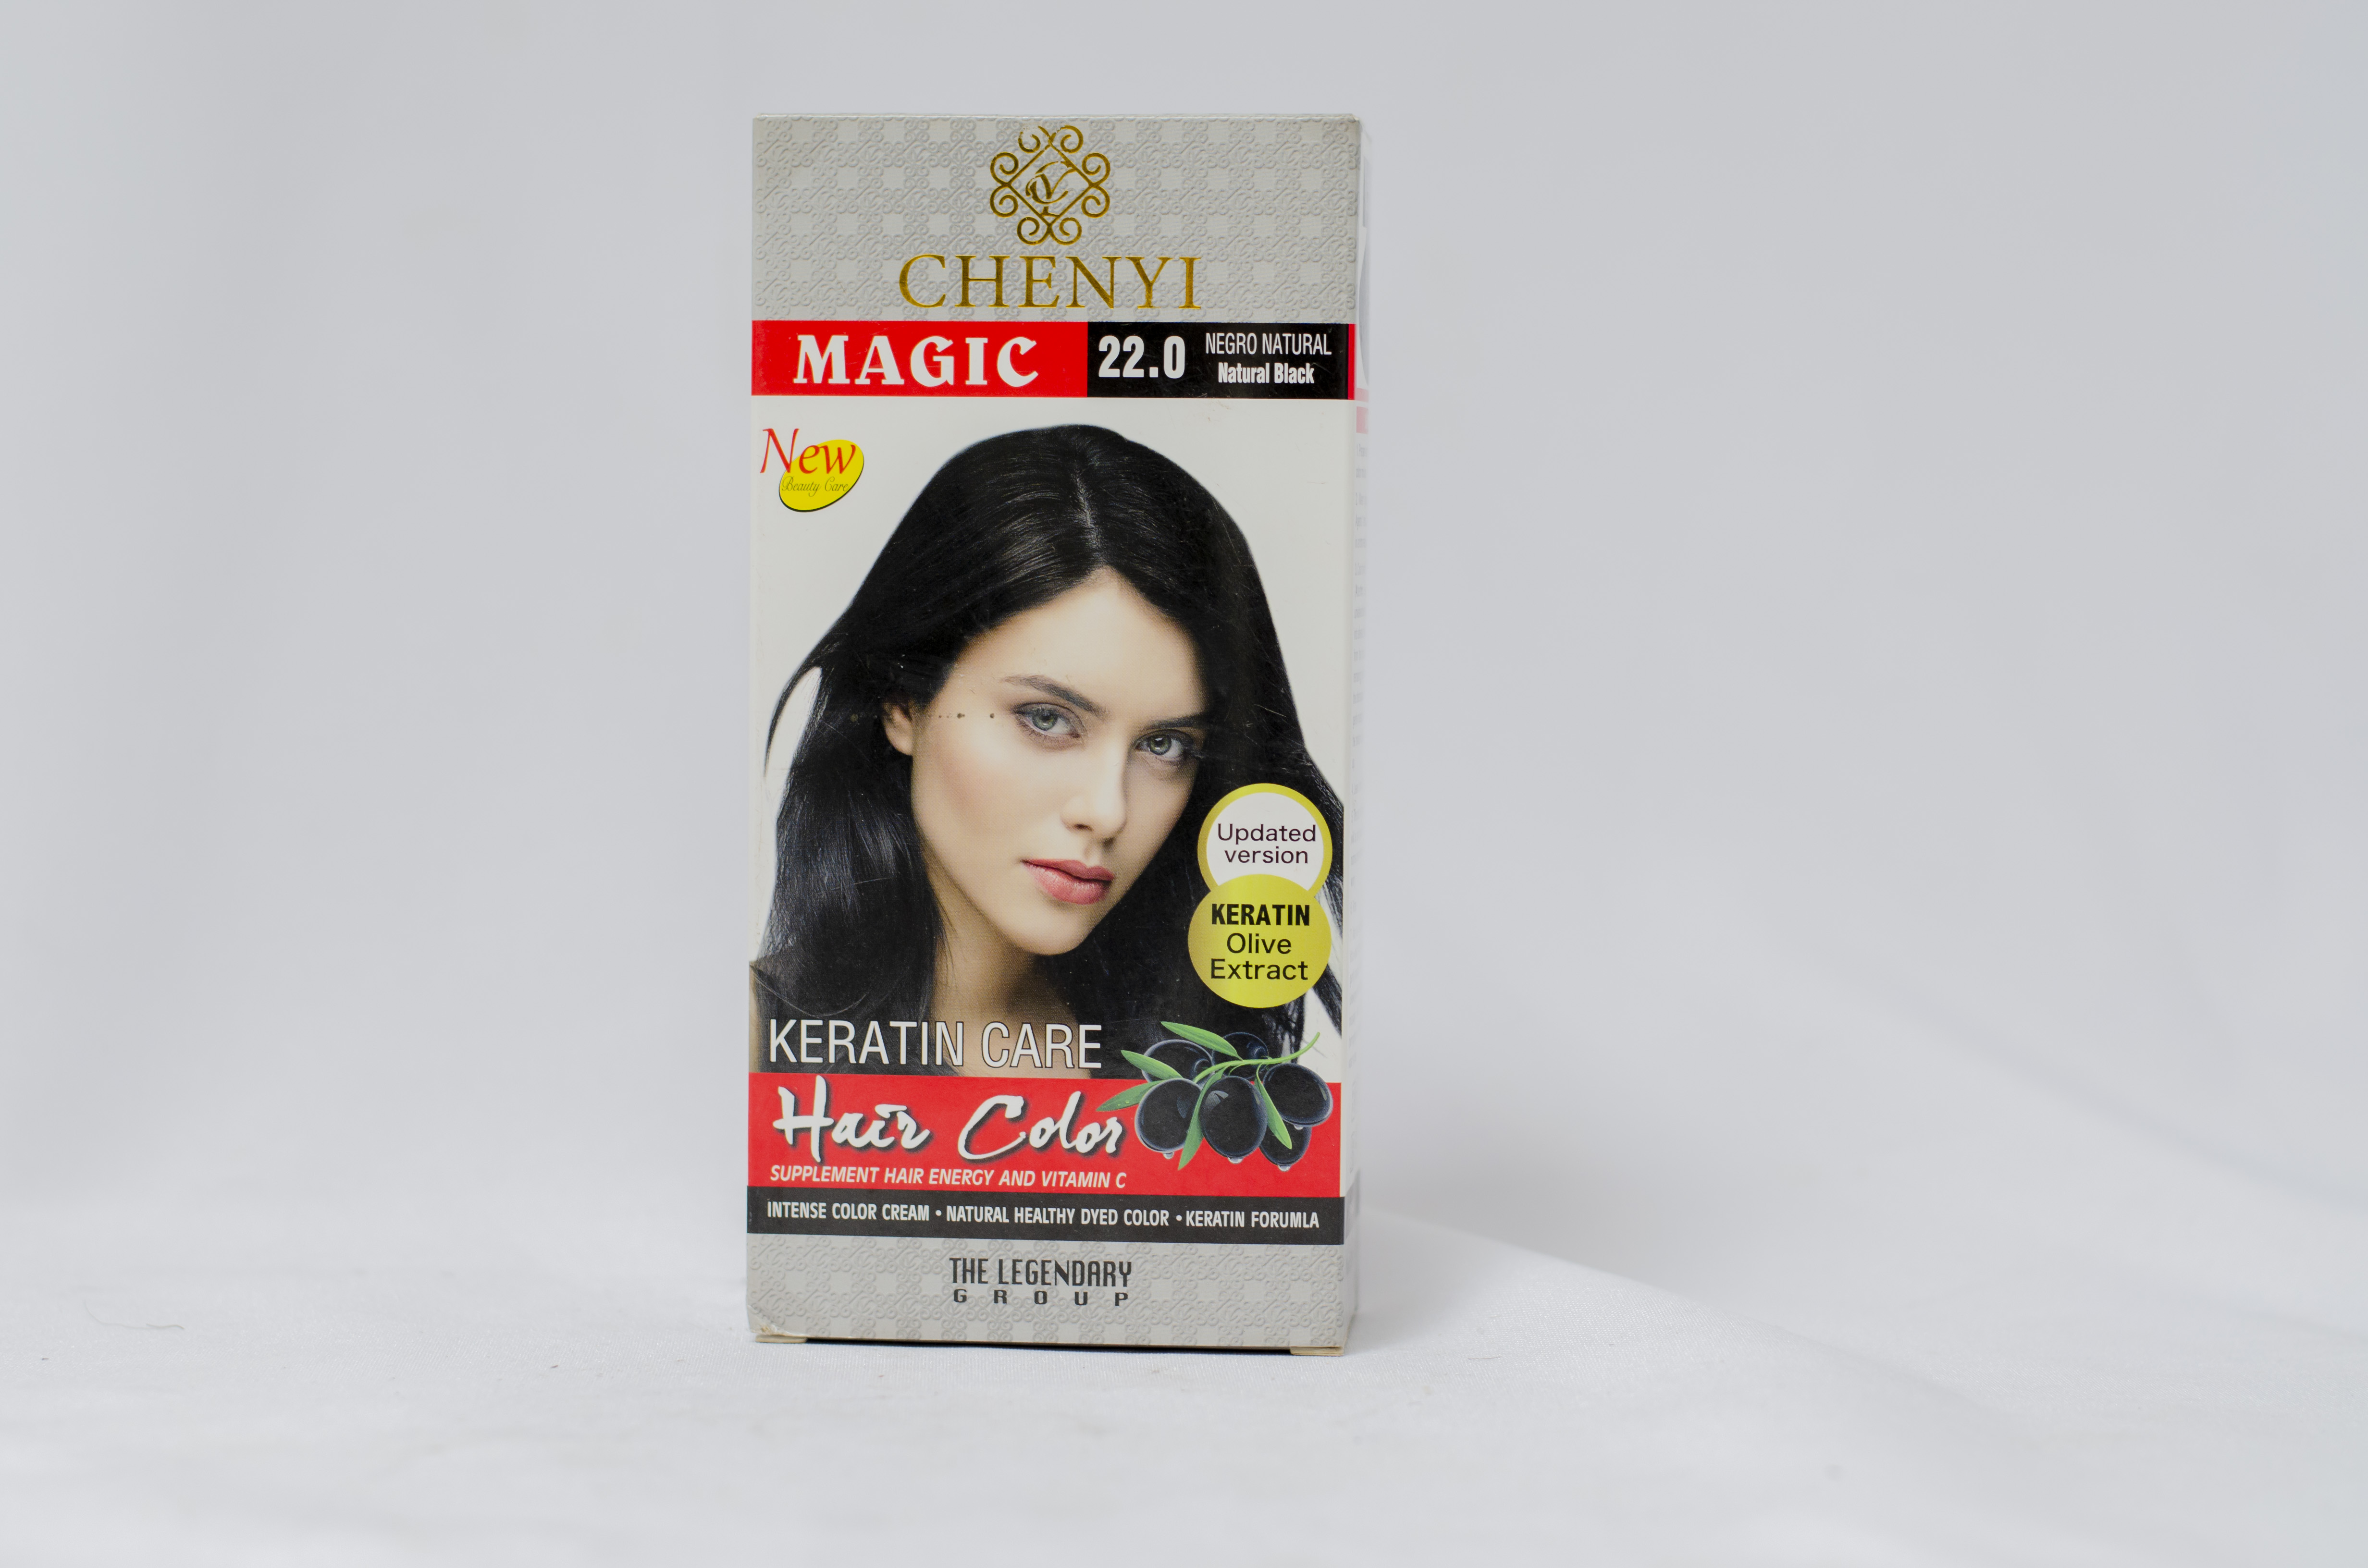 CHENYI
MAGIC
22.0
NEGRO NATURAL
Natural Black
New
Beauty Care
Updated
version
KERATIN
Olive
Extract
KERATIN CARE
Hair Color
SUPPLEMENT HAIR ENERGY AND VITAMIN C
INTENSE COLOR CREAM • NATURAL HEALTHY DYED COLOR • KERATIN FORUMLA
THE LEGENDARY
GROUP